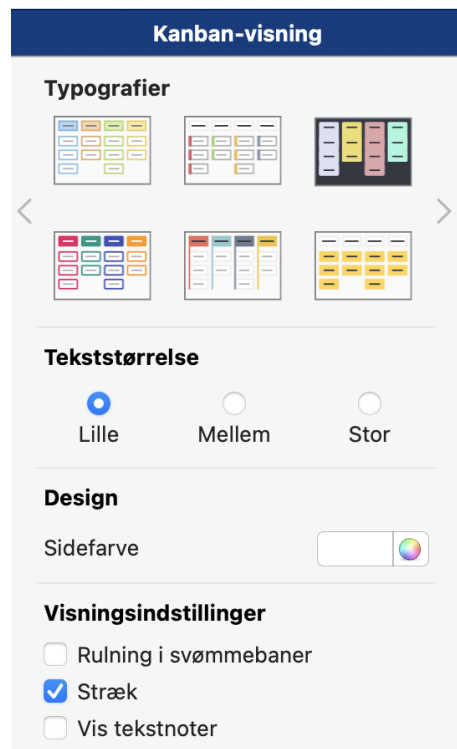 Kanban-visning
Typografier
Tekststørrelse
Lille Mellem Stor
Design
Sidefarve
Visningsindstillinger
Rulning i svømmebaner
Stræk
Vis tekstnoter